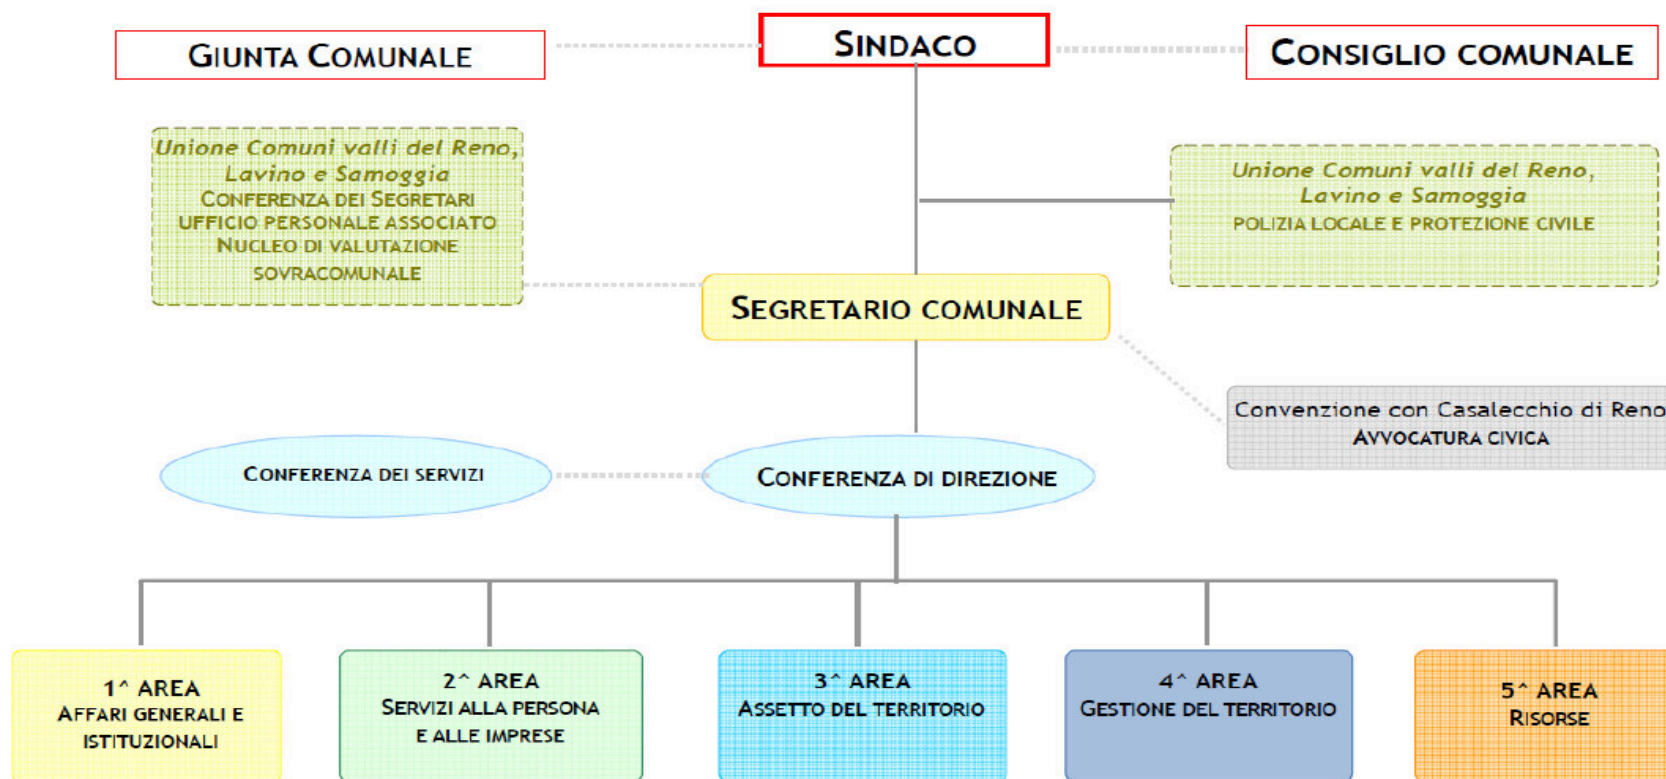 GIUNTA COMUNALE
SINDACO
CONSIGLIO COMUNALE
Unione Comuni valli del Reno,
Lavino e Samoggia
CONFERENZA DEI SEGRETARI
UFFICIO PERSONALE ASSOCIATO
NUCLEO DI VALUTAZIONE
SOVRACOMUNALE
Unione Comuni valli del Reno,
Lavino e Samoggia
POLIZIA LOCALE E PROTEZIONE CIVILE
SEGRETARIO COMUNALE
Convenzione con Casalecchio di Reno
AVVOCATURA CIVICA
CONFERENZA DEI SERVIZI
CONFERENZA DI DIREZIONE
1^ AREA
AFFARI GENERALI E
ISTITUZIONALI
2^ AREA
SERVIZI ALLA PERSONA
E ALLE IMPRESE
3^ AREA
ASSETTO DEL TERRITORIO
4^ AREA
GESTIONE DEL TERRITORIO
5^ AREA
RISORSE